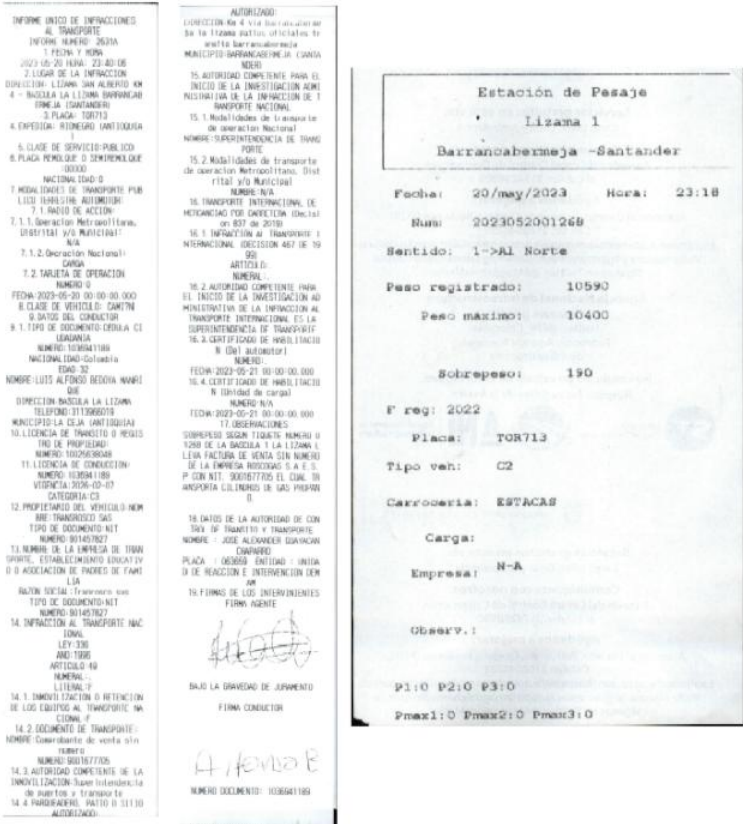 INFORME UNICO DE INFRACCIONES
AL TRANSPORTE
INFORME NUMERO: 2631A
1.FECHA Y HORA
2023-05-20 HORA: 23:40:06
2.LUGAR DE LA INFRACCION
DIRECCION: LIZAMA SAN ALBERTO KM
4 - BASCULA LA LIZAMA BARRANCAB
ERMEJA (SANTANDER)
3.PLACA: TOR713
4.EXPEDIDA: RIONEGRO (ANTIOQUIA
)
5.CLASE DE SERVICIO:PUBLICO
6.PLACA REMOLQUE O SEMIREMOLQUE
:00000
NACIONALIDAD:0
7.MODALIDADES DE TRANSPORTE PUB
LICO TERRESTRE AUTOMOTOR:
7.1.RADIO DE ACCION:
7.1.1.Operacion Metropolitana,
Distrital y/o Municipal:
N/A
7.1.2.Operación Nacional:
CARGA
7.2.TARJETA DE OPERACION
NUMERO:0
FECHA:2023-05-20 00:00:00.000
8.CLASE DE VEHICULO: CAMION
9.DATOS DEL CONDUCTOR
9.1.TIPO DE DOCUMENTO:CEDULA CI
UDADANIA
NUMERO:1036941189
NACIONALIDAD:Colombia
EDAD:32
NOMBRE:LUIS ALFONSO BEDOYA MANRI
QUE
DIRECCION:BASCULA LA LIZAMA
TELEFONO:3113966019
MUNICIPIO:LA CEJA (ANTIOQUIA)
10.LICENCIA DE TRANSITO O REGIS
TRO DE PROPIEDAD:
NUMERO:10025638048
11.LICENCIA DE CONDUCCION:
NUMERO:1036941189
VIGENCIA:2026-02-07
CATEGORIA:C3
12.PROPIETARIO DEL VEHICULO:NOM
BRE:TRANSROSCO SAS
TIPO DE DOCUMENTO:NIT
NUMERO:901457827
13.NOMBRE DE LA EMPRESA DE TRAN
SPORTE, ESTABLECIMIENTO EDUCATIV
O O ASOCIACION DE PADRES DE FAMI
LIA
RAZON SOCIAL:Transrosco sas
TIPO DE DOCUMENTO:NIT
NUMERO:901457827
14.INFRACCION AL TRANSPORTE NAC
IONAL
LEY:336
ANO:1996
ARTICULO:49
NUMERAL:.
LITERAL:F
14.1.INMOVILIZACION O RETENCION
DE LOS EQUIPOS AL TRANSPORTE NA
CIONAL:F
14.2.DOCUMENTO DE TRANSPORTE:
NOMBRE:Comprobante de venta sin
numero
NUMERO:9001677705
14.3.AUTORIDAD COMPETENTE DE LA
INMOVILIZACION:Superintendencia
de puertos y transporte
14.4.PARQUEADERO, PATIO O SITIO
AUTORIZADO:
AUTORIZADO:
DIRECCION:Km 4 via barrancaberme
ja la lizama patios oficiales tr
ansito barrancabermeja
MUNICIPIO:BARRANCABERMEJA (SANTA
NDER)
15.AUTORIDAD COMPETENTE PARA EL
INICIO DE LA INVESTIGACION ADMI
NISTRATIVA DE LA INFRACCION DE T
RANSPORTE NACIONAL
15.1.Modalidades de transporte
de operacion Nacional
NOMBRE:SUPERINTENDENCIA DE TRANS
PORTE
15.2.Modalidades de transporte
de operacion Metropolitana, Dist
rital y/o Municipal
NOMBRE:N/A
16.TRANSPORTE INTERNACIONAL DE
MERCANCIAS POR CARRETERA (Decisi
on 837 de 2019)
16.1.INFRACCION AL TRANSPORTE I
NTERNACIONAL (DECISION 467 DE 19
99)
ARTICULO:.
NUMERAL:.
16.2.AUTORIDAD COMPETENTE PARA
EL INICIO DE LA INVESTIGACION AD
MINISTRATIVA DE LA INFRACCION AL
TRANSPORTE INTERNACIONAL ES LA
SUPERINTENDENCIA DE TRANSPORTE
16.3.CERTIFICADO DE HABILITACIO
N (Del automotor)
NUMERO:.
FECHA:2023-05-21 00:00:00.000
16.4.CERTIFICADO DE HABILITACIO
N (Unidad de carga)
NUMERO:N/A
FECHA:2023-05-21 00:00:00.000
17.OBSERVACIONES
SOBREPESO SEGUN TIQUETE NUMERO 0
1268 DE LA BASCULA 1 LA LIZAMA L
LEVA FACTURA DE VENTA SIN NUMERO
DE LA EMPRESA ROSCOGAS S A E.S.
P CON NIT. 9001677705 EL CUAL TR
ANSPORTA CILINDROS DE GAS PROPAN
O.
18.DATOS DE LA AUTORIDAD DE CON
TROL DE TRANSITO Y TRANSPORTE
NOMBRE : JOSE ALEXANDER GUAYACAN
CHAPARRO
PLACA : 063659 ENTIDAD : UNIDA
D DE REACCION E INTERVENCION DEM
AM
19.FIRMAS DE LOS INTERVINIENTES
FIRMA AGENTE
BAJO LA GRAVEDAD DE JURAMENTO
FIRMA CONDUCTOR
NUMERO DOCUMENTO: 1036941189
Estación de Pesaje
Lizama 1
Barrancabermeja -Santander
Fecha: 20/may/2023 Hora: 23:18
Num: 2023052001268
Sentido: 1->Al Norte
Peso registrado: 10590
Peso maximo: 10400
Sobrepeso: 190
F reg: 2022
Placa: TOR713
Tipo veh: C2
Carroceria: ESTACAS
Carga:
Empresa: N-A
Observ.:
P1:0 P2:0 P3:0
Pmax1:0 Pmax2:0 Pmax3:0